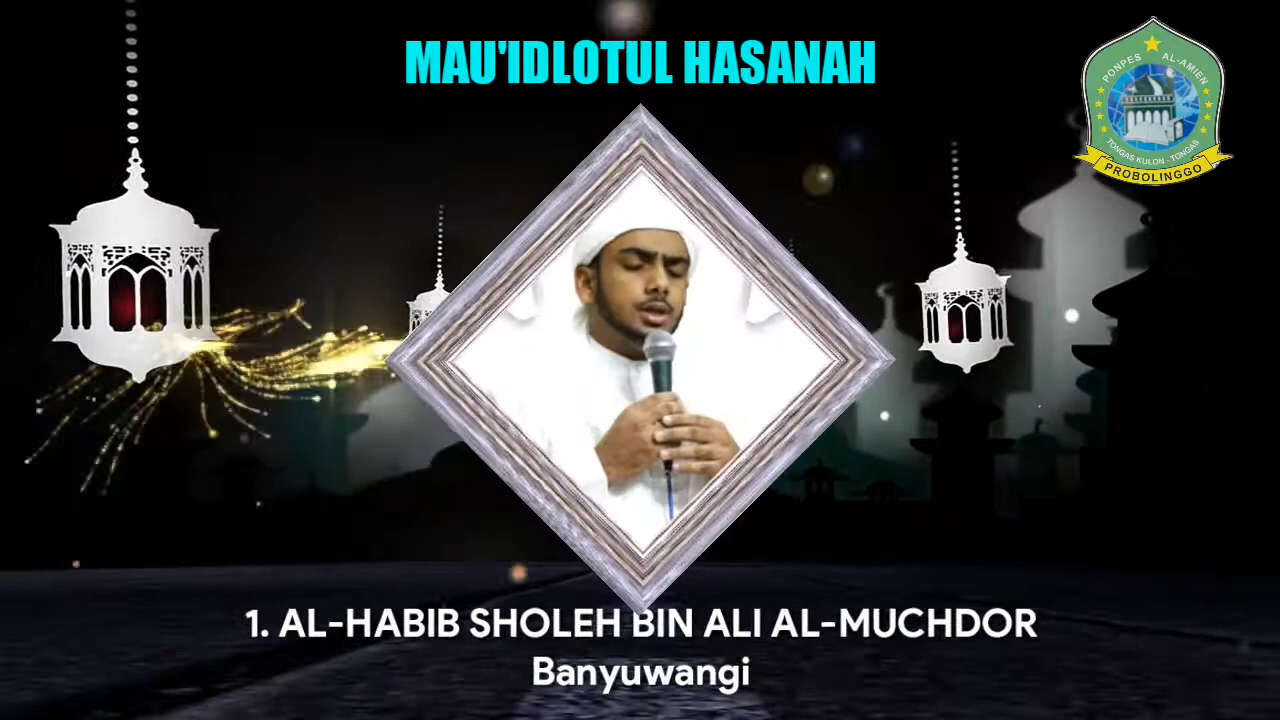 MAU'IDLOTUL HASANAH
PONPES AL-AMIEN
TONGAS KULON - TONGAS
PROBOLINGGO
1. AL-HABIB SHOLEH BIN ALI AL-MUCHDOR
Banyuwangi